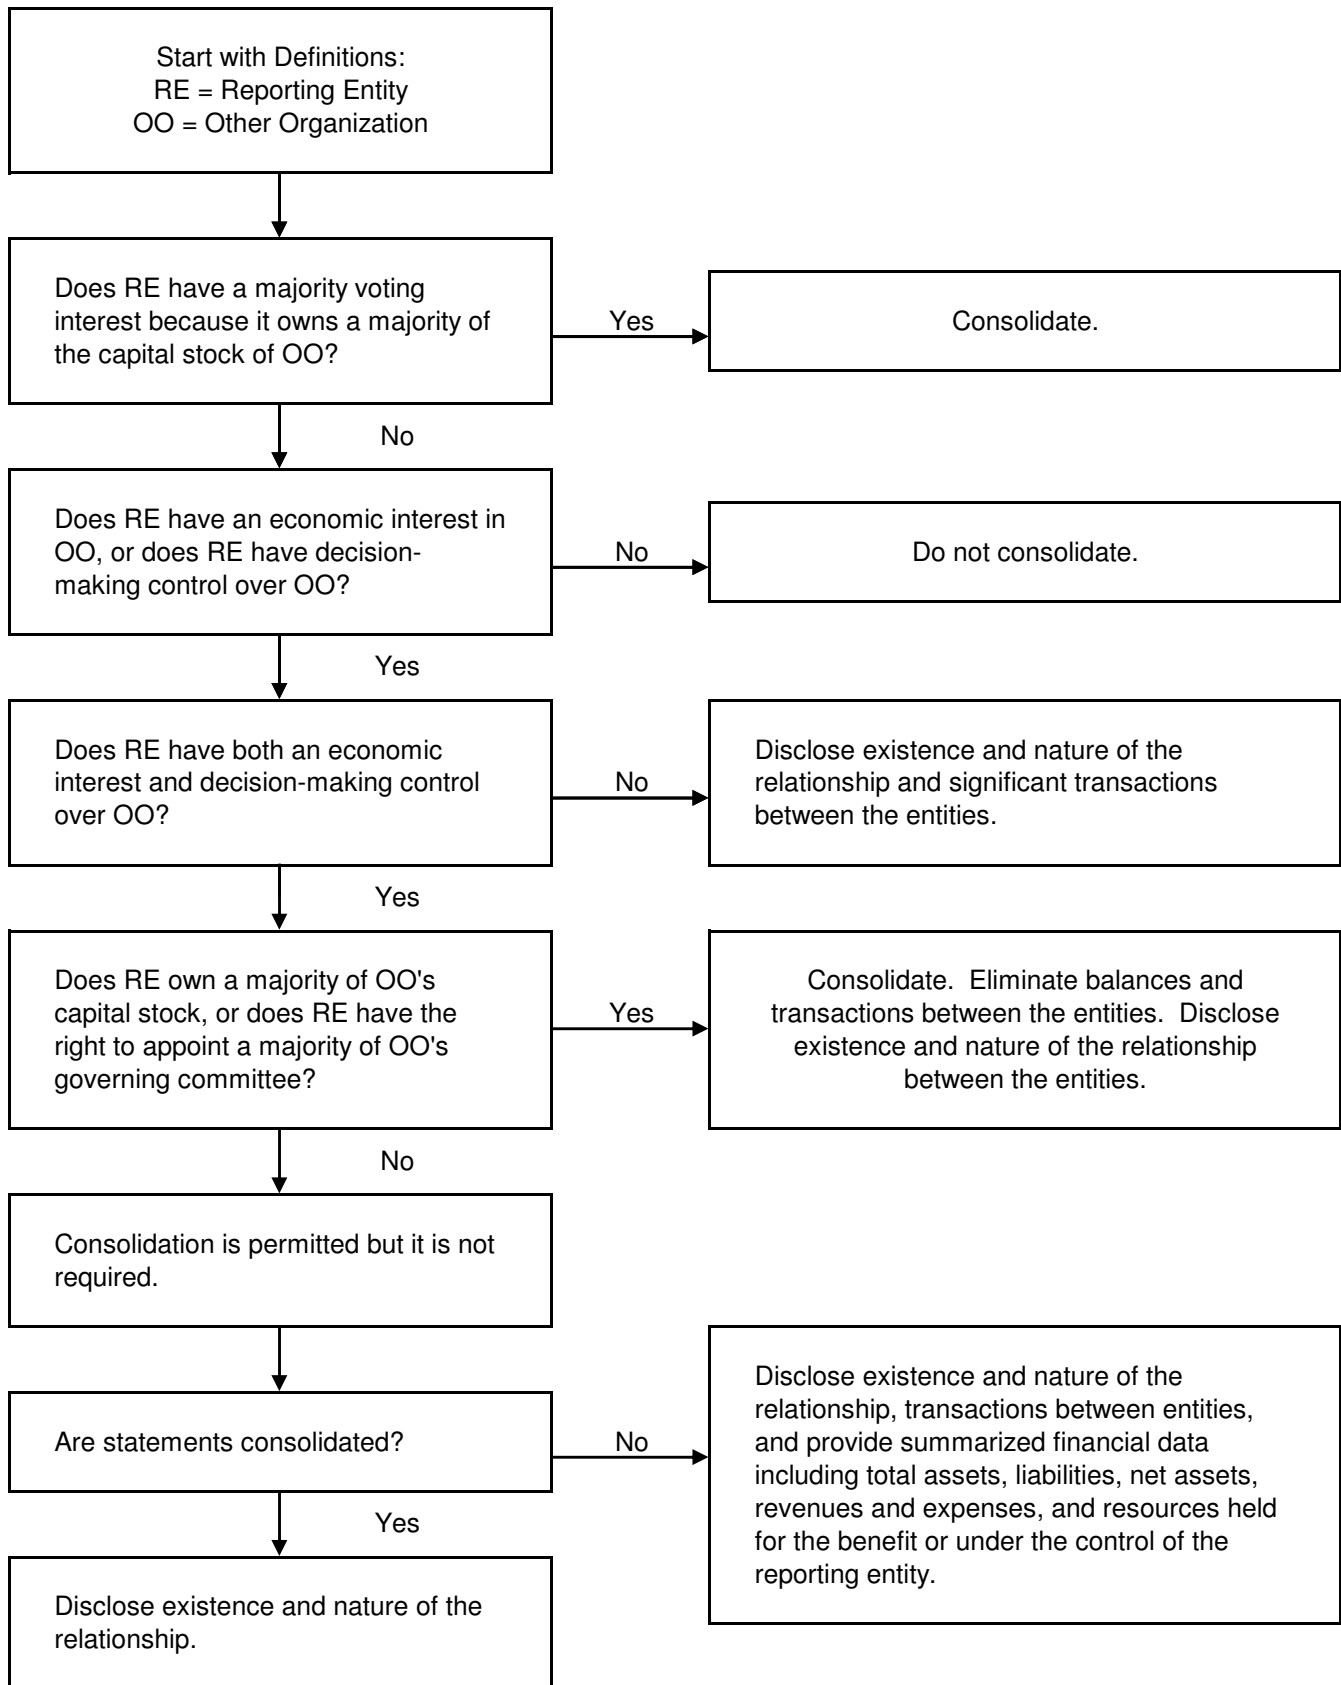 Start with Definitions:
RE = Reporting Entity
OO = Other Organization
Does RE have a majority voting
interest because it owns a majority of
the capital stock of OO?
Yes
Consolidate.
No
Does RE have an economic interest in
OO, or does RE have decision-
making control over OO?
No
Do not consolidate.
Yes
Does RE have both an economic
interest and decision-making control
over OO?
No
Disclose existence and nature of the
relationship and significant transactions
between the entities.
Yes
Does RE own a majority of OO's
capital stock, or does RE have the
right to appoint a majority of OO's
governing committee?
Yes
Consolidate.  Eliminate balances and
transactions between the entities.  Disclose
existence and nature of the relationship
between the entities.
No
Consolidation is permitted but it is not
required.
Are statements consolidated?
No
Disclose existence and nature of the
relationship, transactions between entities,
and provide summarized financial data
including total assets, liabilities, net assets,
revenues and expenses, and resources held
for the benefit or under the control of the
reporting entity.
Yes
Disclose existence and nature of the
relationship.